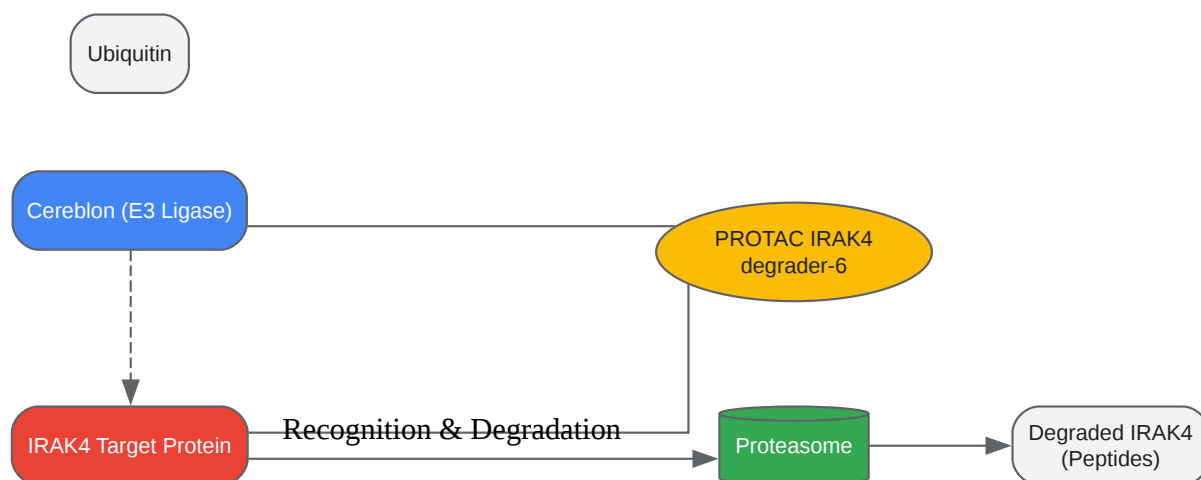 Ubiquitin
Cereblon (E3 Ligase)
PROTAC IRAK4
degrader-6
IRAK4 Target Protein
Recognition & Degradation
Proteasome
Degraded IRAK4
(Peptides)